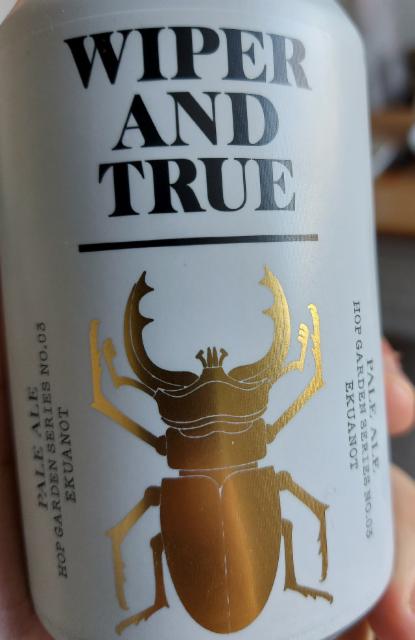 WIPER
AND
TRUE
PALE ALE
HOP GARDEN SERIES NO.03
EKUANOT
PALE ALE
HOP GARDEN SERIES NO.03
EKUANOT